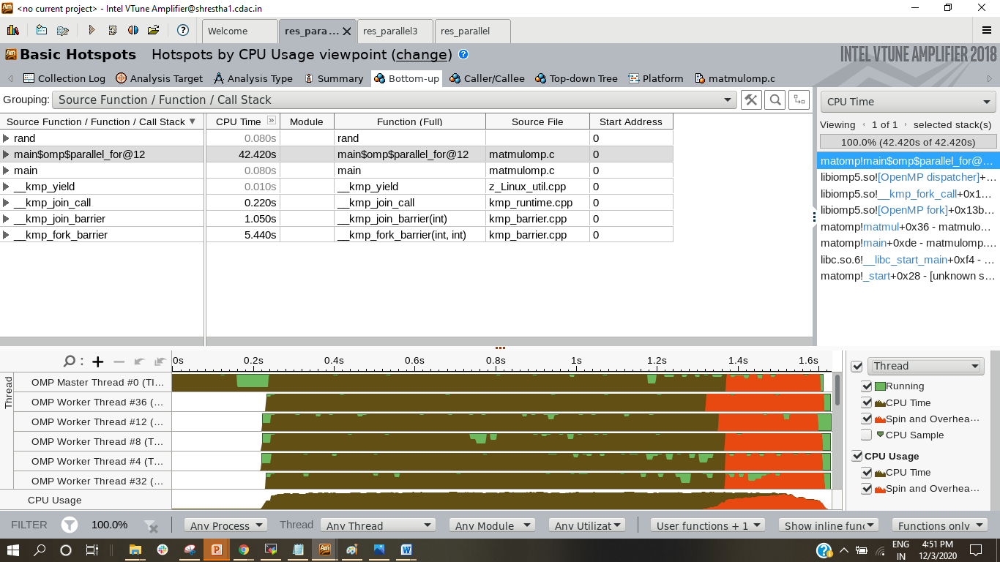 <no current project> - Intel VTune Amplifier@shrestha1.cdac.in
Welcome
res_para...
res_parallel3
res_parallel
Basic Hotspots Hotspots by CPU Usage viewpoint (change)
INTEL VTUNE AMPLIFIER 2018
Collection Log Analysis Target Analysis Type Summary Bottom-up Caller/Callee Top-down Tree Platform matmulomp.c
Grouping: Source Function / Function / Call Stack
Source Function / Function / Call Stack CPU Time Module Function (Full) Source File Start Address
rand 0.080s rand 0
main$omp$parallel_for@12 42.420s main$omp$parallel_for@12 matmulomp.c 0
main 0.080s main matmulomp.c 0
__kmp_yield 0.010s __kmp_yield z_Linux_util.cpp 0
__kmp_join_call 0.220s __kmp_join_call kmp_runtime.cpp 0
__kmp_join_barrier 1.050s __kmp_join_barrier(int) kmp_barrier.cpp 0
__kmp_fork_barrier 5.440s __kmp_fork_barrier(int, int) kmp_barrier.cpp 0
CPU Time
Viewing 1 of 1 selected stack(s)
100.0% (42.420s of 42.420s)
matomp!main$omp$parallel_for@...
libiomp5.so![OpenMP dispatcher]+...
libiomp5.so!__kmp_fork_call+0x1...
libiomp5.so![OpenMP fork]+0x13b...
matomp!matmul+0x36 - matmulo...
matomp!main+0xde - matmulomp....
libc.so.6!__libc_start_main+0xf4 - ...
matomp!_start+0x28 - [unknown s...
0s 0.2s 0.4s 0.6s 0.8s 1s 1.2s 1.4s 1.6s
Thread
OMP Master Thread #0 (TI...
OMP Worker Thread #36 (...
OMP Worker Thread #12 (...
OMP Worker Thread #8 (T...
OMP Worker Thread #4 (T...
OMP Worker Thread #32 (...
CPU Usage
Thread
Running
CPU Time
Spin and Overhea...
CPU Sample
CPU Usage
CPU Time
Spin and Overhea...
FILTER 100.0% Any Process Thread Any Thread Any Module Any Utilizat User functions + 1 Show inline func Functions only
ENG
IN
4:51 PM
12/3/2020